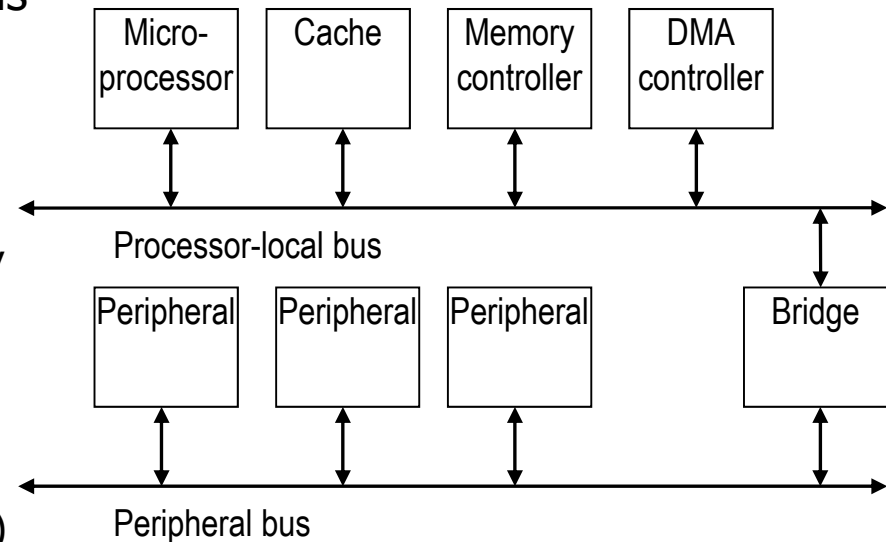 Micro-
processor
Cache
Memory
controller
DMA
controller
Processor-local bus
Peripheral
Peripheral
Peripheral
Bridge
Peripheral bus
)